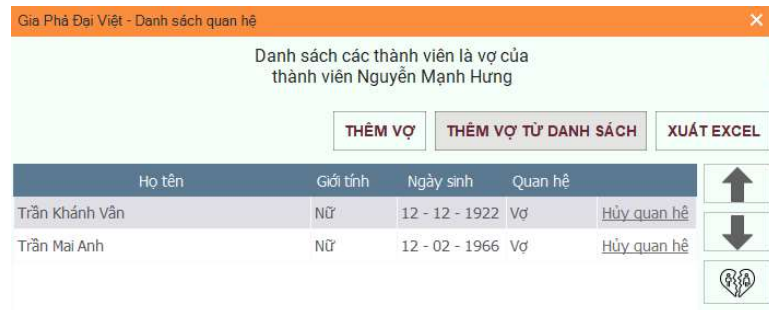 Gia Phả Đại Việt - Danh sách quan hệ
Danh sách các thành viên là vợ của
thành viên Nguyễn Mạnh Hưng
THÊM VỢ THÊM VỢ TỪ DANH SÁCH XUẤT EXCEL
Họ tên Giới tính Ngày sinh Quan hệ
Trần Khánh Vân Nữ 12 - 12 - 1922 Vợ Hủy quan hê
Trần Mai Anh Nữ 12 - 02 - 1966 Vợ Hủy quan hê